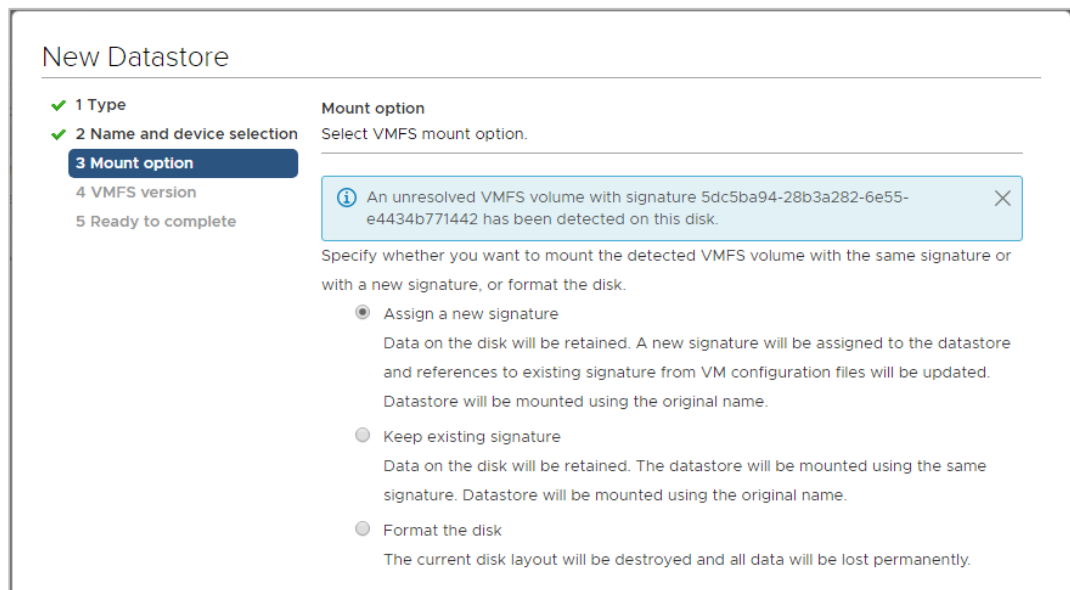 New Datastore
1 Type
2 Name and device selection
3 Mount option
4 VMFS version
5 Ready to complete
Mount option
Select VMFS mount option.
An unresolved VMFS volume with signature 5dc5ba94-28b3a282-6e55-
e4434b771442 has been detected on this disk.
Specify whether you want to mount the detected VMFS volume with the same signature or
with a new signature, or format the disk.
Assign a new signature
Data on the disk will be retained. A new signature will be assigned to the datastore
and references to existing signature from VM configuration files will be updated.
Datastore will be mounted using the original name.
Keep existing signature
Data on the disk will be retained. The datastore will be mounted using the same
signature. Datastore will be mounted using the original name.
Format the disk
The current disk layout will be destroyed and all data will be lost permanently.